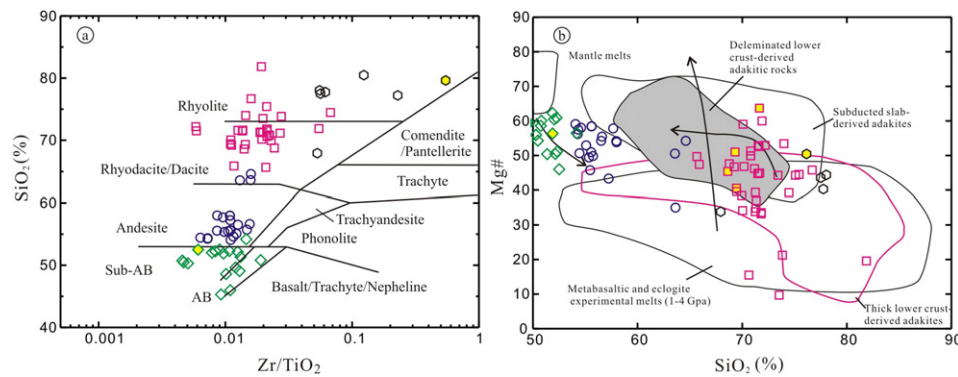 a
90
80
70
60
50
40
SiO2(%)
Rhyolite
Comendite
/Pantellerite
Rhyodacite/Dacite
Trachyte
Trachyandesite
Andesite
Phonolite
Sub-AB
Basalt/Trachyte/Nepheline
AB
0.001
0.01
0.1
1
Zr/TiO2
b
100
90
80
70
60
50
40
30
20
10
0
Mg#
Mantle melts
Deleminated lower
crust-derived
adakitic rocks
Subducted slab-
derived adakites
Metabasaltic and eclogite
experimental melts (1-4 Gpa)
Thick lower crust-
derived adakites
50
60
70
80
90
SiO2 (%)